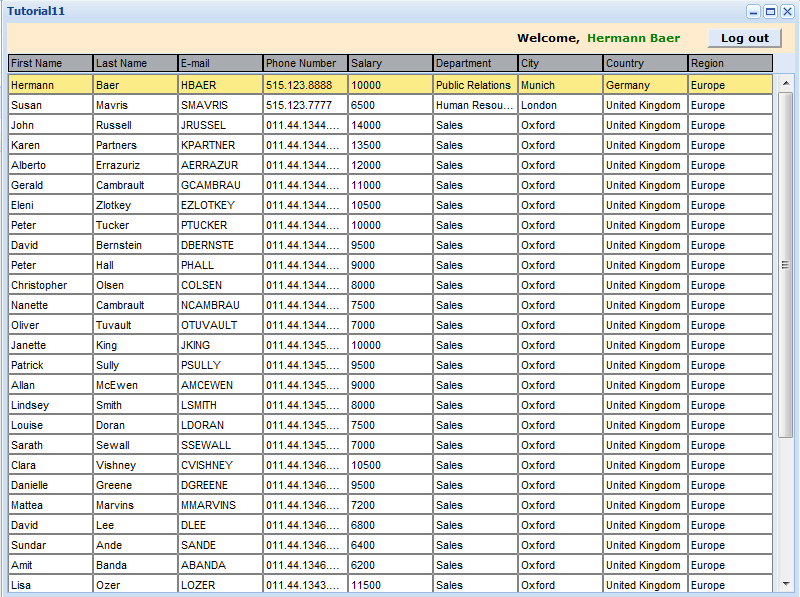 Tutorial11
Welcome, Hermann Baer Log out
First Name Last Name E-mail Phone Number Salary Department City Country Region
Hermann Baer HBAER 515.123.8888 10000 Public Relations Munich Germany Europe
Susan Mavris SMAVRIS 515.123.7777 6500 Human Resou... London United Kingdom Europe
John Russell JRUSSEL 011.44.1344.... 14000 Sales Oxford United Kingdom Europe
Karen Partners KPARTNER 011.44.1344.... 13500 Sales Oxford United Kingdom Europe
Alberto Errazuriz AERRAZUR 011.44.1344.... 12000 Sales Oxford United Kingdom Europe
Gerald Cambrault GCAMBRAU 011.44.1344.... 11000 Sales Oxford United Kingdom Europe
Eleni Zlotkey EZLOTKEY 011.44.1344.... 10500 Sales Oxford United Kingdom Europe
Peter Tucker PTUCKER 011.44.1344.... 10000 Sales Oxford United Kingdom Europe
David Bernstein DBERNSTE 011.44.1344.... 9500 Sales Oxford United Kingdom Europe
Peter Hall PHALL 011.44.1344.... 9000 Sales Oxford United Kingdom Europe
Christopher Olsen COLSEN 011.44.1344.... 8000 Sales Oxford United Kingdom Europe
Nanette Cambrault NCAMBRAU 011.44.1344.... 7500 Sales Oxford United Kingdom Europe
Oliver Tuvault OTUVAULT 011.44.1344.... 7000 Sales Oxford United Kingdom Europe
Janette King JKING 011.44.1345.... 10000 Sales Oxford United Kingdom Europe
Patrick Sully PSULLY 011.44.1345.... 9500 Sales Oxford United Kingdom Europe
Allan McEwen AMCEWEN 011.44.1345.... 9000 Sales Oxford United Kingdom Europe
Lindsey Smith LSMITH 011.44.1345.... 8000 Sales Oxford United Kingdom Europe
Louise Doran LDORAN 011.44.1345.... 7500 Sales Oxford United Kingdom Europe
Sarath Sewall SSEWALL 011.44.1345.... 7000 Sales Oxford United Kingdom Europe
Clara Vishney CVISHNEY 011.44.1346.... 10500 Sales Oxford United Kingdom Europe
Danielle Greene DGREENE 011.44.1346.... 9500 Sales Oxford United Kingdom Europe
Mattea Marvins MMARVINS 011.44.1346.... 7200 Sales Oxford United Kingdom Europe
David Lee DLEE 011.44.1346.... 6800 Sales Oxford United Kingdom Europe
Sundar Ande SANDE 011.44.1346.... 6400 Sales Oxford United Kingdom Europe
Amit Banda ABANDA 011.44.1346.... 6200 Sales Oxford United Kingdom Europe
Lisa Ozer LOZER 011.44.1343.... 11500 Sales Oxford United Kingdom Europe